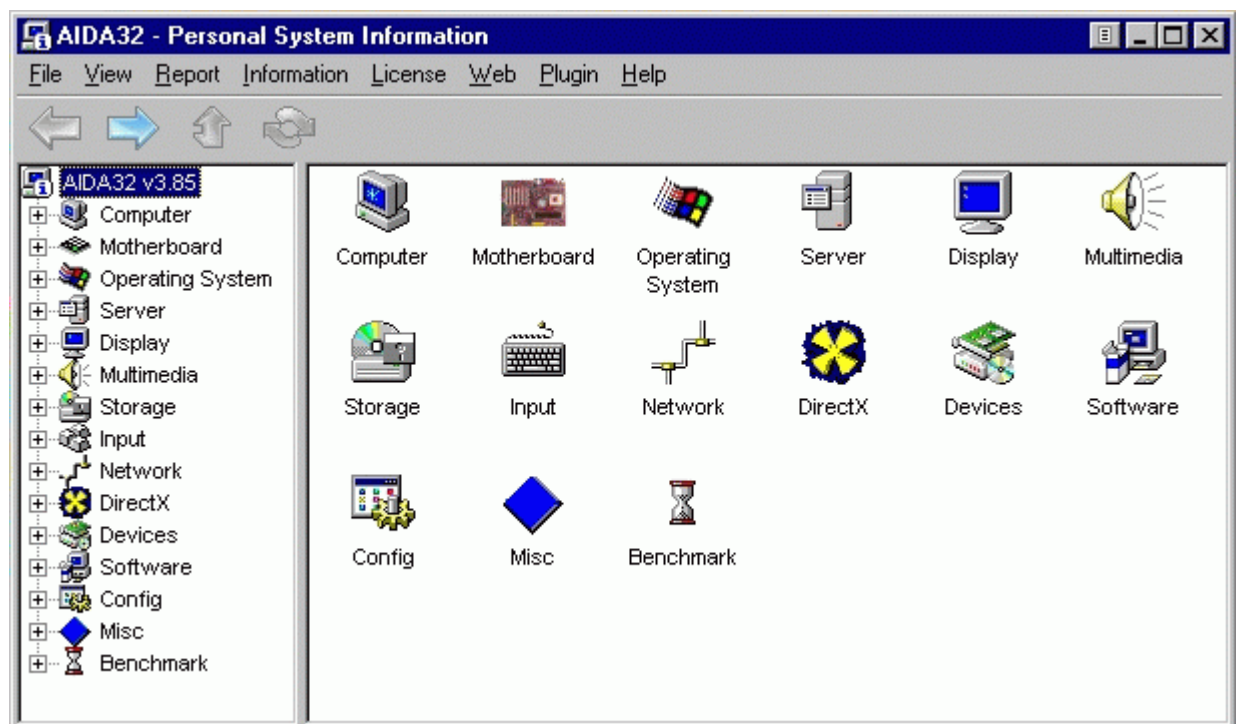 AIDA32 - Personal System Information
File View Report Information License Web Plugin Help
AIDA32 v3.85
Computer
Motherboard
Operating System
Server
Display
Multimedia
Storage
Input
Network
DirectX
Devices
Software
Config
Misc
Benchmark
Computer Motherboard Operating Server Display Multimedia
System
Storage Input Network DirectX Devices Software
Config Misc Benchmark